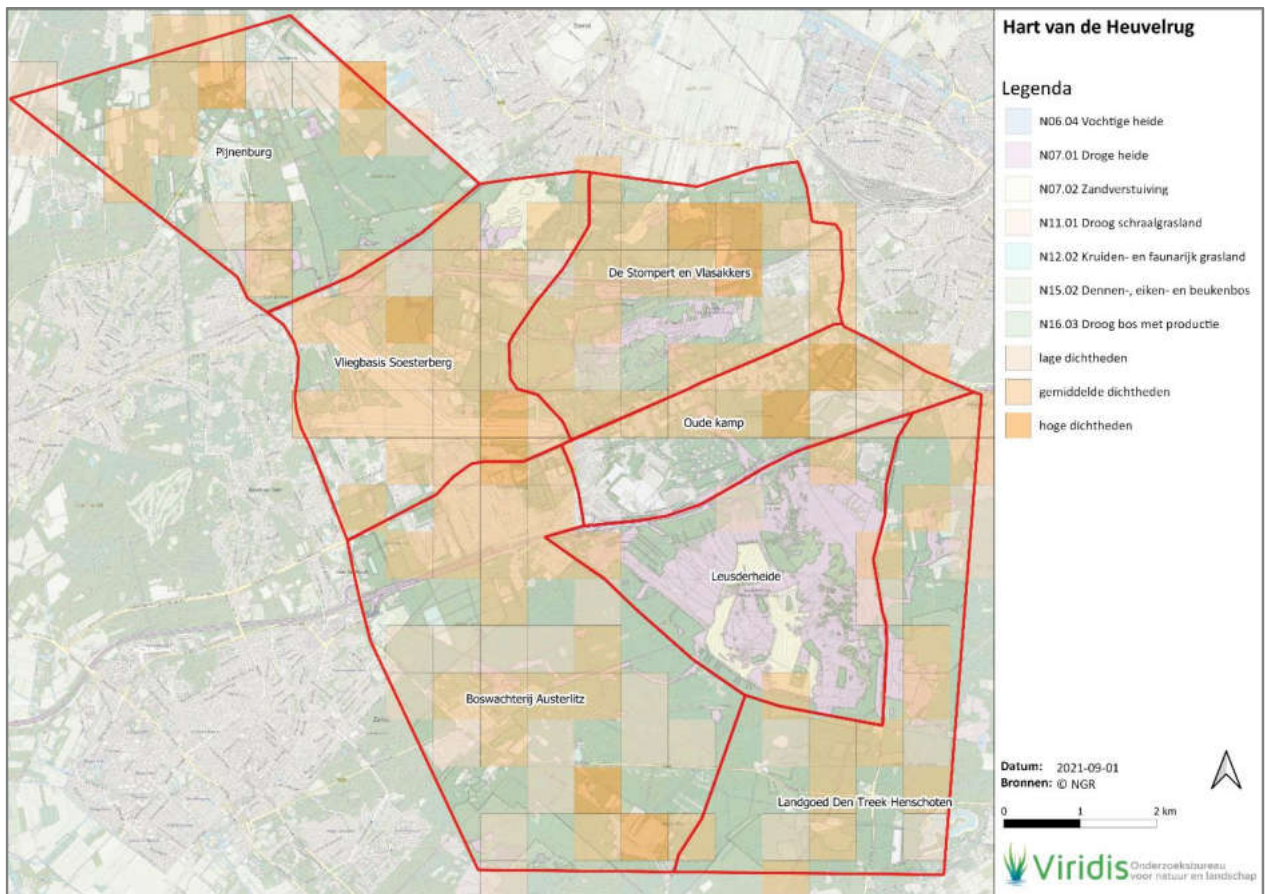 Hart van de Heuvelrug
Legenda
N06.04 Vochtige heide
N07.01 Droge heide
N07.02 Zandverstuiving
N11.01 Droog schraalgrasland
N12.02 Kruiden- en faunarijk grasland
N15.02 Dennen-, eiken- en beukenbos
N16.03 Droog bos met productie
lage dichtheden
gemiddelde dichtheden
hoge dichtheden
Pijnenburg
De Stompert en Vlasakkers
Vliegbasis Soesterberg
Oude kamp
Leusderheide
Boswachterij Austerlitz
Landgoed Den Treek Henschoten
Datum: 2021-09-01
Bronnen: © NGR
0 1 2 km
Viridis Onderzoeksbureau
voor natuur en landschap